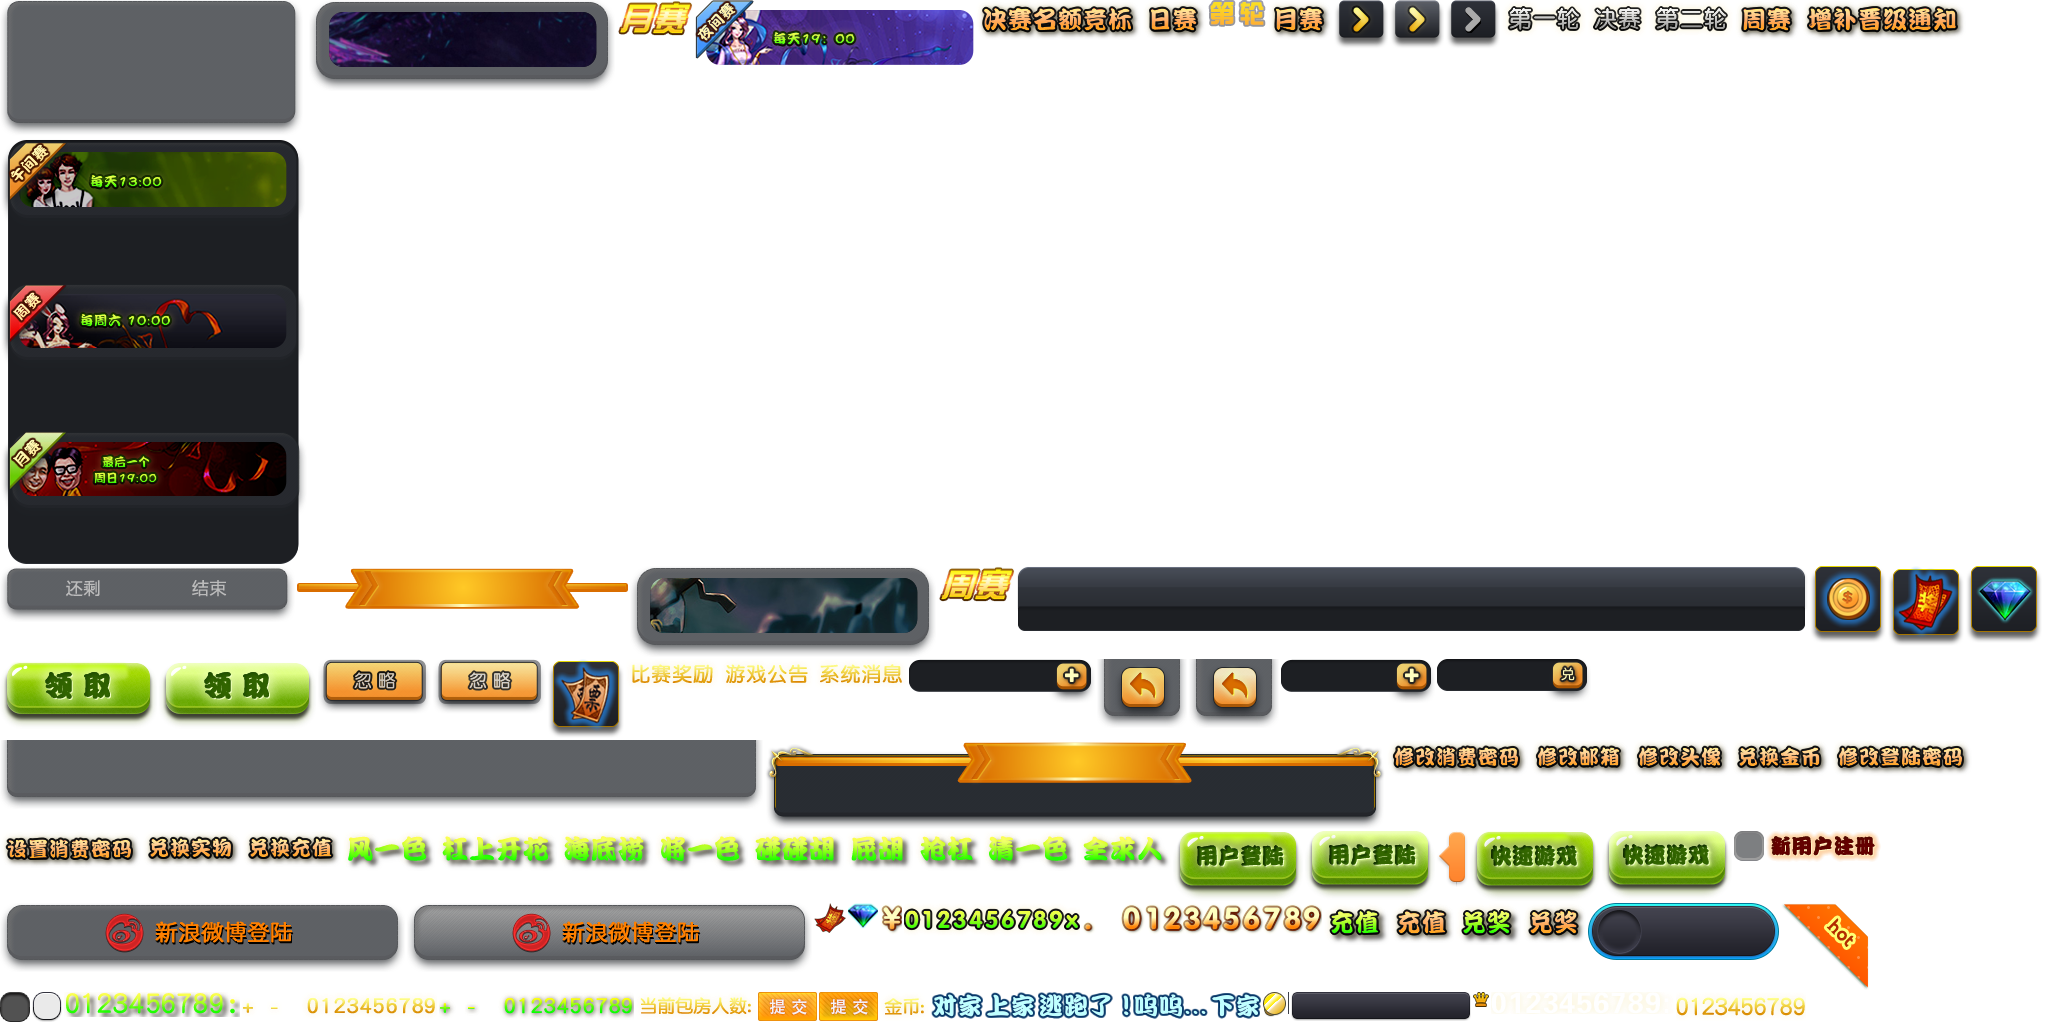 月赛
夜间赛
每天19: 00
决赛名额竞标 日赛 第轮 月赛
第一轮 决赛 第二轮 周赛 增补晋级通知
午间赛
每天13:00
周赛
每周六 10:00
月赛
最后一个
周日19:00
还剩 结束
周赛
领取 领取 忽略 忽略
票
比赛奖励 游戏公告 系统消息
兑
修改消费密码 修改邮箱 修改头像 兑换金币 修改登陆密码
设置消费密码 兑换实物 兑换充值
风一色 杠上开花 海底捞 将一色 碰碰胡 屁胡 抢杠 清一色 全求人
用户登陆 用户登陆 快速游戏 快速游戏 新用户注册
新浪微博登陆 新浪微博登陆
¥0123456789x. 0123456789 充值 充值 兑奖 兑奖
hot
0123456789:+ - 0123456789+ - 0123456789 当前包房人数: 提交 提交 金币: 对家上家逃跑了!呜呜...下家
0123456789 0123456789